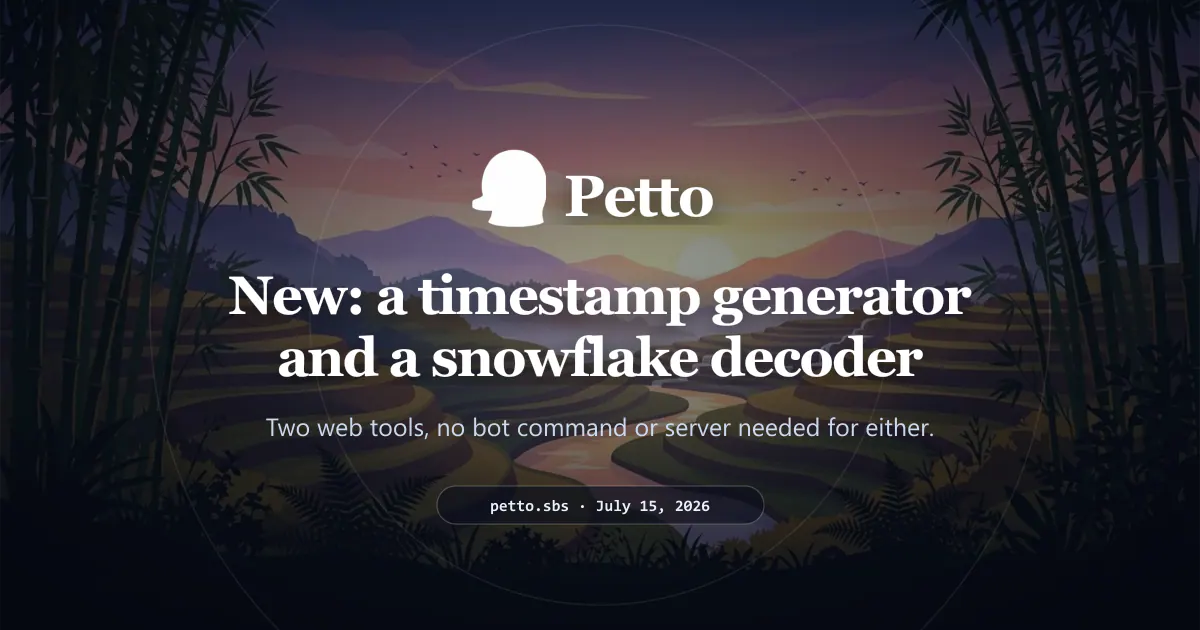 Petto
New: a timestamp generator
and a snowflake decoder
Two web tools, no bot command or server needed for either.
petto.sbs · July 15, 2026